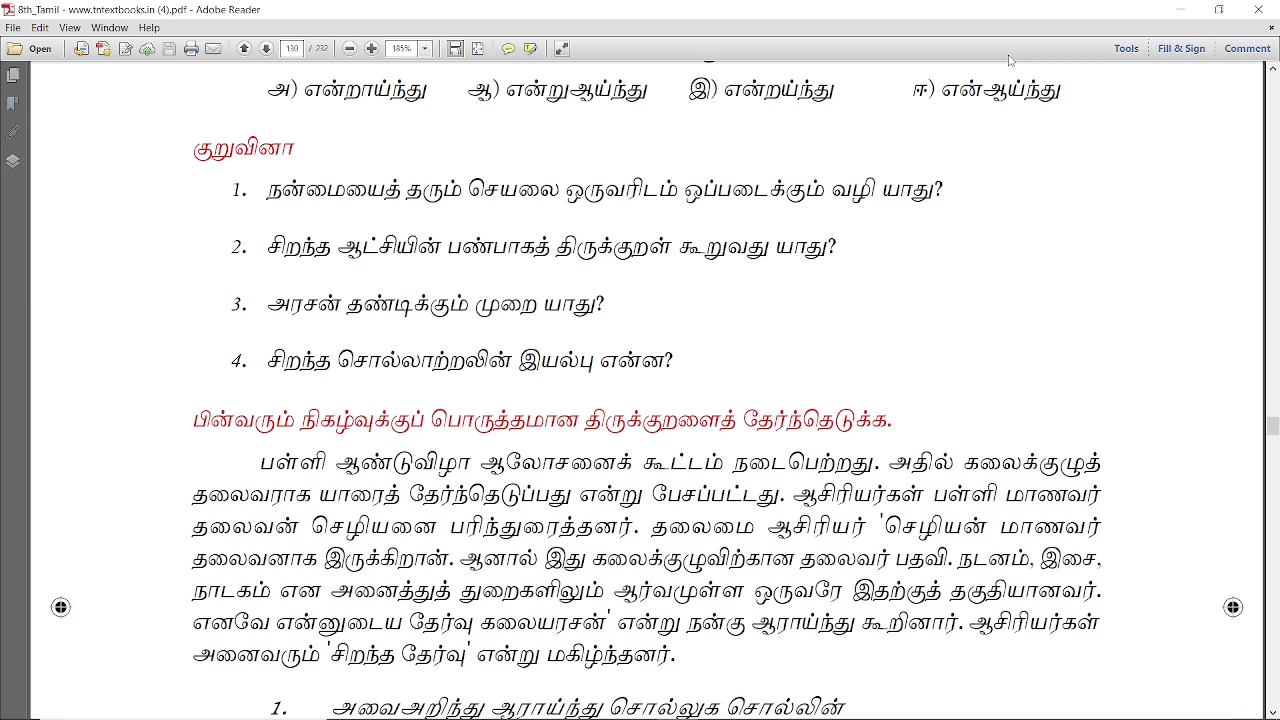 8th_Tamil - www.tntextbooks.in (4).pdf - Adobe Reader
File Edit View Window Help
Open 130 / 232 185% Tools Fill & Sign Comment
அ) என்றாய்ந்து ஆ) என்றுஆய்ந்து இ) என்றய்ந்து ஈ) என்ஆய்ந்து
குறுவினா
1. நன்மையைத் தரும் செயலை ஒருவரிடம் ஒப்படைக்கும் வழி யாது?
2. சிறந்த ஆட்சியின் பண்பாகத் திருக்குறள் கூறுவது யாது?
3. அரசன் தண்டிக்கும் முறை யாது?
4. சிறந்த சொல்லாற்றலின் இயல்பு என்ன?
பின்வரும் நிகழ்வுக்குப் பொருத்தமான திருக்குறளைத் தேர்ந்தெடுக்க.
பள்ளி ஆண்டுவிழா ஆலோசனைக் கூட்டம் நடைபெற்றது. அதில் கலைக்குழுத்
தலைவராக யாரைத் தேர்ந்தெடுப்பது என்று பேசப்பட்டது. ஆசிரியர்கள் பள்ளி மாணவர்
தலைவன் செழியனை பரிந்துரைத்தனர். தலைமை ஆசிரியர் 'செழியன் மாணவர்
தலைவனாக இருக்கிறான். ஆனால் இது கலைக்குழுவிற்கான தலைவர் பதவி. நடனம், இசை,
நாடகம் என அனைத்துத் துறைகளிலும் ஆர்வமுள்ள ஒருவரே இதற்குத் தகுதியானவர்.
எனவே என்னுடைய தேர்வு கலையரசன்' என்று நன்கு ஆராய்ந்து கூறினார். ஆசிரியர்கள்
அனைவரும் 'சிறந்த தேர்வு' என்று மகிழ்ந்தனர்.
1. அவைஅறிந்து ஆராய்ந்து சொல்லுக சொல்லின்